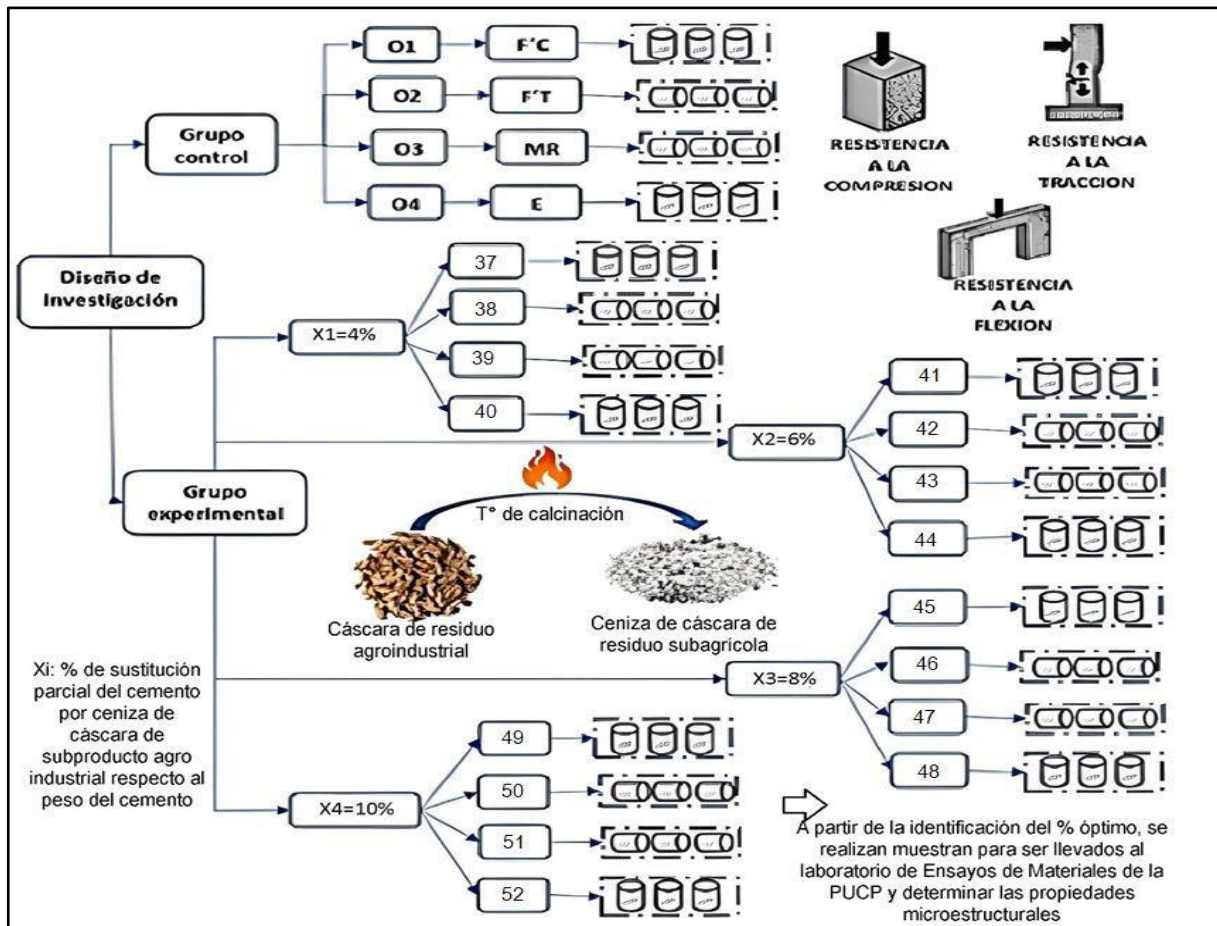 O1
F'C
O2
F'T
O3
MR
O4
E
Grupo
control
RESISTENCIA
A LA
COMPRESION
RESISTENCIA
A LA
TRACCION
RESISTENCIA
A LA
FLEXION
Diseño de
Investigación
X1=4%
37
38
39
40
X2=6%
41
42
43
44
Grupo
experimental
T° de calcinación
Cáscara de residuo
agroindustrial
Ceniza de cáscara de
residuo subagrícola
X3=8%
45
46
47
48
Xi: % de sustitución
parcial del cemento
por ceniza de
cáscara de
subproducto agro
industrial respecto al
peso del cemento
X4=10%
49
50
51
52
A partir de la identificación del % óptimo, se
realizan muestran para ser llevados al
laboratorio de Ensayos de Materiales de la
PUCP y determinar las propiedades
microestructurales